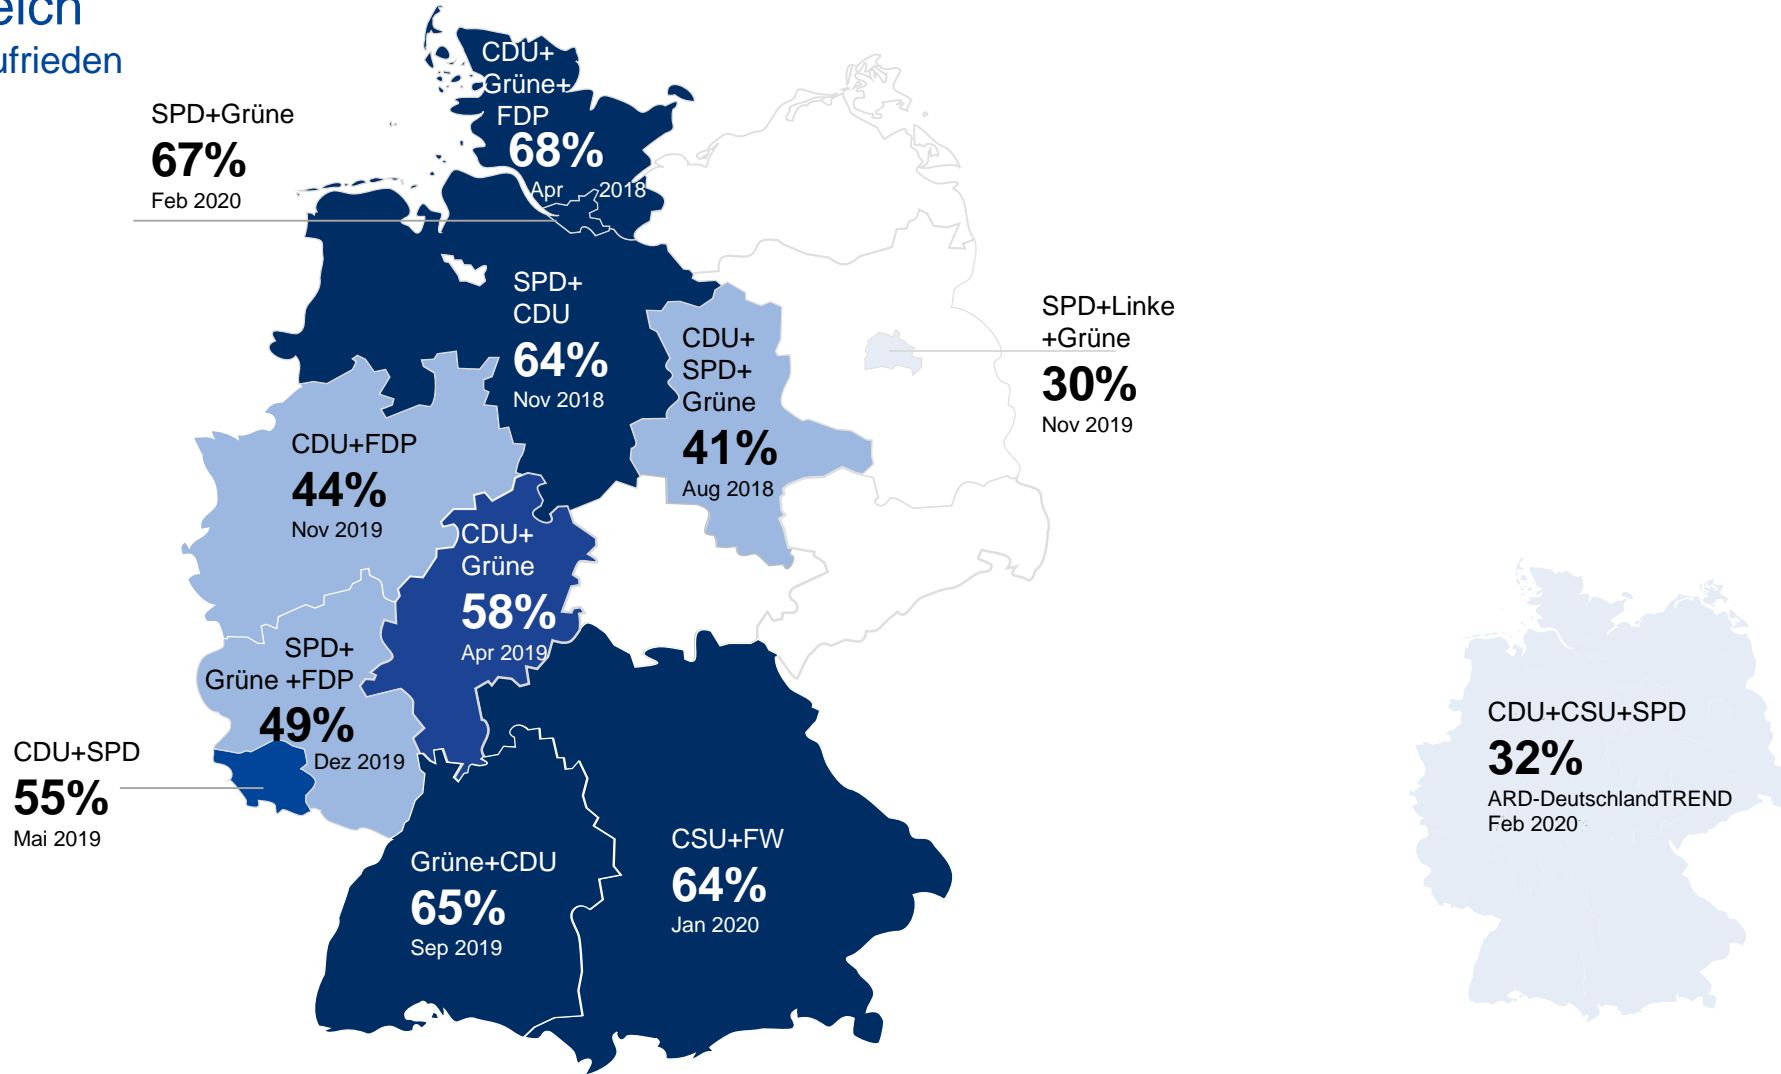 eich
ufrieden
SPD+Grüne
67%
Feb 2020
CDU+
Grüne+
FDP
68%
Apr 2018
SPD+
CDU
64%
Nov 2018
CDU+
SPD+
Grüne
41%
Aug 2018
SPD+Linke
+Grüne
30%
Nov 2019
CDU+FDP
44%
Nov 2019
CDU+
Grüne
58%
Apr 2019
SPD+
Grüne +FDP
49%
Dez 2019
CDU+SPD
55%
Mai 2019
Grüne+CDU
65%
Sep 2019
CSU+FW
64%
Jan 2020
CDU+CSU+SPD
32%
ARD-DeutschlandTREND
Feb 2020